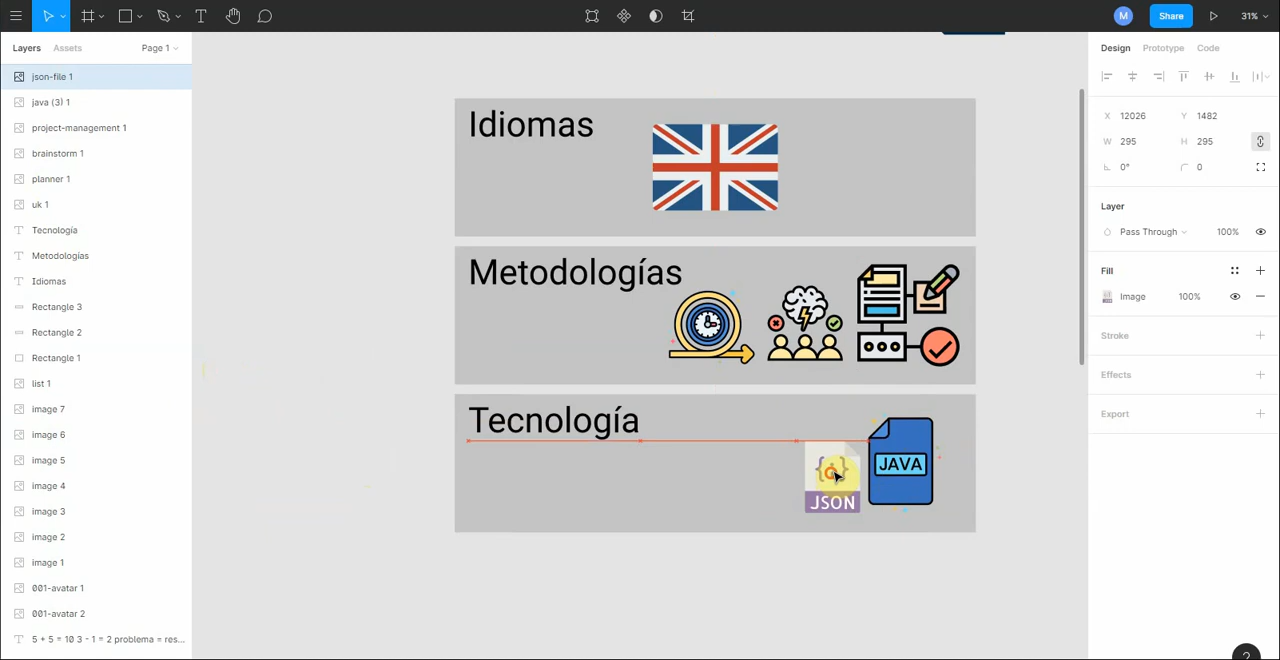 M
Share
31%
Layers
Assets
Page 1
Design
Prototype
Code
json-file 1
java (3) 1
project-management 1
brainstorm 1
planner 1
uk 1
Tecnología
Metodologías
Idiomas
Rectangle 3
Rectangle 2
Rectangle 1
list 1
image 7
image 6
image 5
image 4
image 3
image 2
image 1
001-avatar 1
001-avatar 2
5 + 5 = 10 3 - 1 = 2 problema = res...
Idiomas
Metodologías
Tecnología
JSON
JAVA
X 12026
Y 1482
W 295
H 295
0°
0
Layer
Pass Through
100%
Fill
Image
100%
Stroke
Effects
Export
?